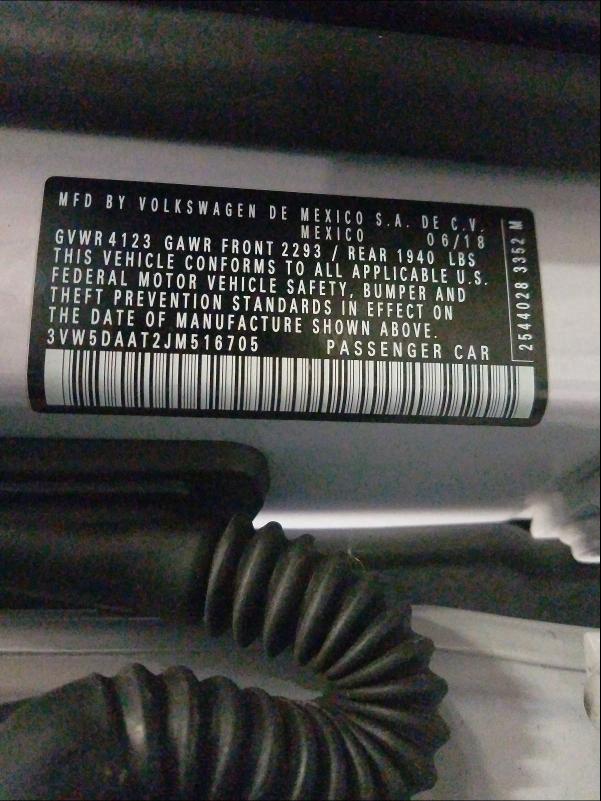 MFD BY VOLKSWAGEN DE MEXICO S.A. DE C.V.
MEXICO 06/18
GVWR 4123 GAWR FRONT 2293 / REAR 1940 LBS
THIS VEHICLE CONFORMS TO ALL APPLICABLE U.S.
FEDERAL MOTOR VEHICLE SAFETY, BUMPER AND
THEFT PREVENTION STANDARDS IN EFFECT ON
THE DATE OF MANUFACTURE SHOWN ABOVE.
3VW5DAAT2JM516705 PASSENGER CAR
2544028 3352 M